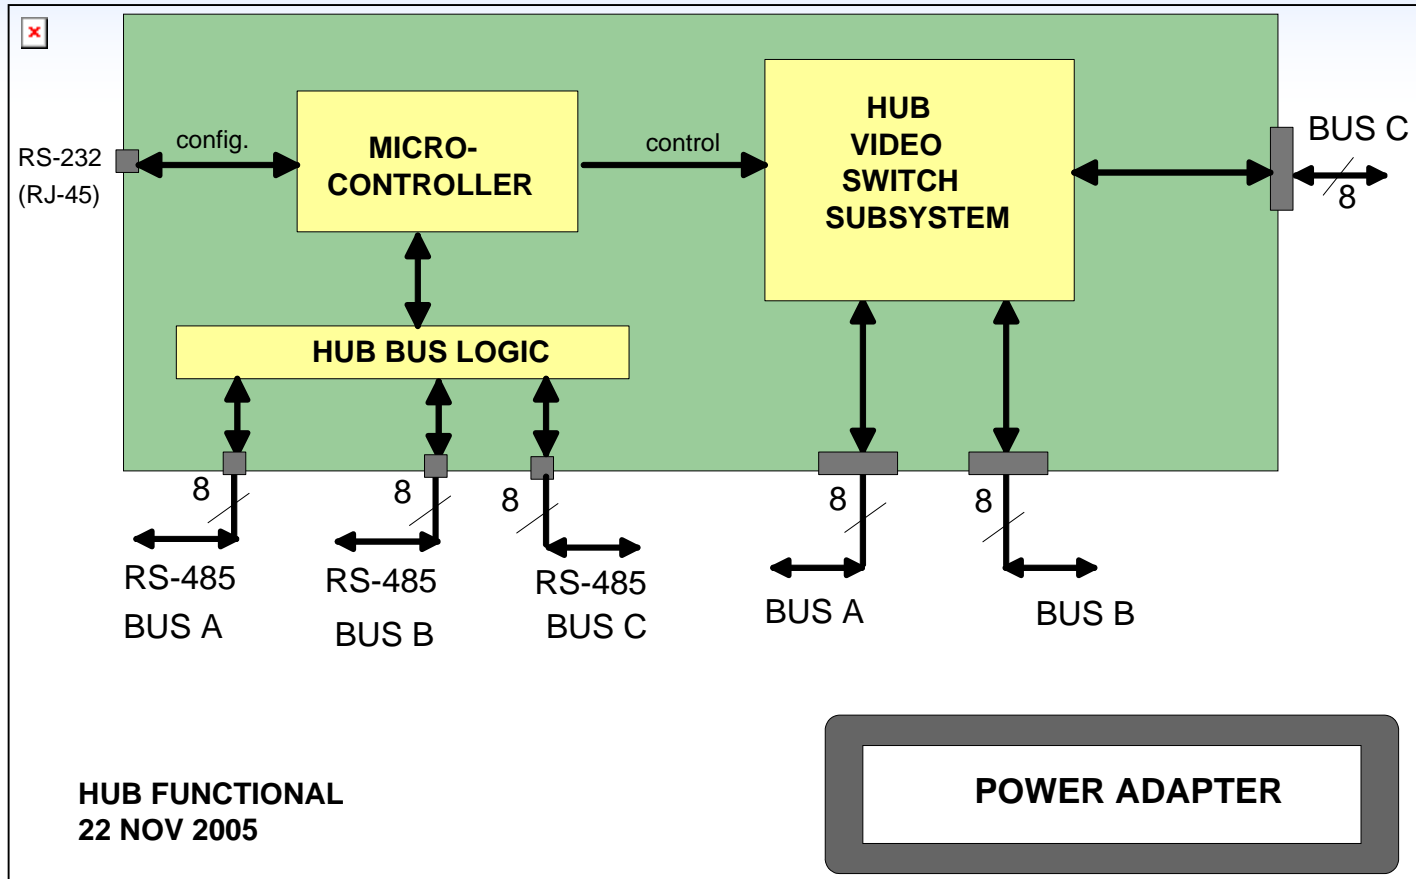 RS-232
(RJ-45)
config.
MICRO-
CONTROLLER
control
HUB
VIDEO
SWITCH
SUBSYSTEM
BUS C
8
HUB BUS LOGIC
8
RS-485
BUS A
8
RS-485
BUS B
8
RS-485
BUS C
8
BUS A
8
BUS B
HUB FUNCTIONAL
22 NOV 2005
POWER ADAPTER